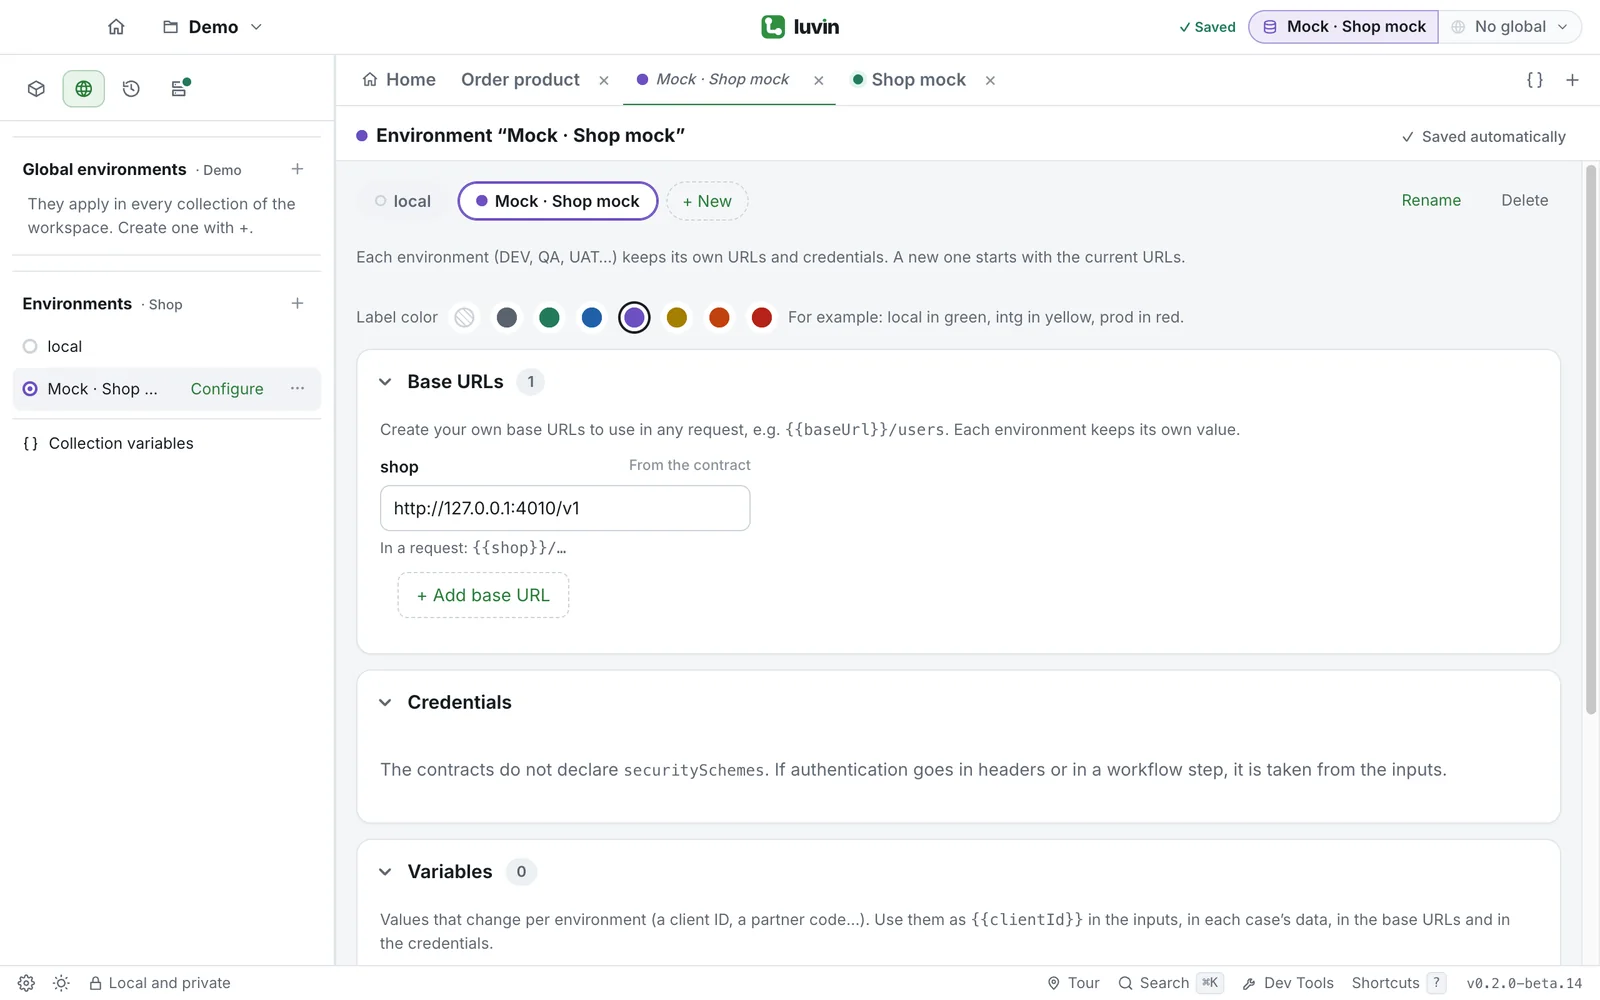 Demo
luvin
✓ Saved
Mock · Shop mock
No global
Home
Order product
Mock · Shop mock
Shop mock
{ }
Global environments · Demo
They apply in every collection of the
workspace. Create one with +.
Environments · Shop
local
Mock · Shop ...
Configure
{ } Collection variables
Environment “Mock · Shop mock”
✓ Saved automatically
local
Mock · Shop mock
+ New
Rename
Delete
Each environment (DEV, QA, UAT…) keeps its own URLs and credentials. A new one starts with the current URLs.
Label color
For example: local in green, intg in yellow, prod in red.
Base URLs 1
Create your own base URLs to use in any request, e.g. {{baseUrl}}/users. Each environment keeps its own value.
shop
From the contract
http://127.0.0.1:4010/v1
In a request: {{shop}}/…
+ Add base URL
Credentials
The contracts do not declare securitySchemes. If authentication goes in headers or in a workflow step, it is taken from the inputs.
Variables 0
Values that change per environment (a client ID, a partner code…). Use them as {{clientId}} in the inputs, in each case’s data, in the base URLs and in
the credentials.
Local and private
Tour
Search ⌘K
Dev Tools
Shortcuts ?
v0.2.0-beta.14